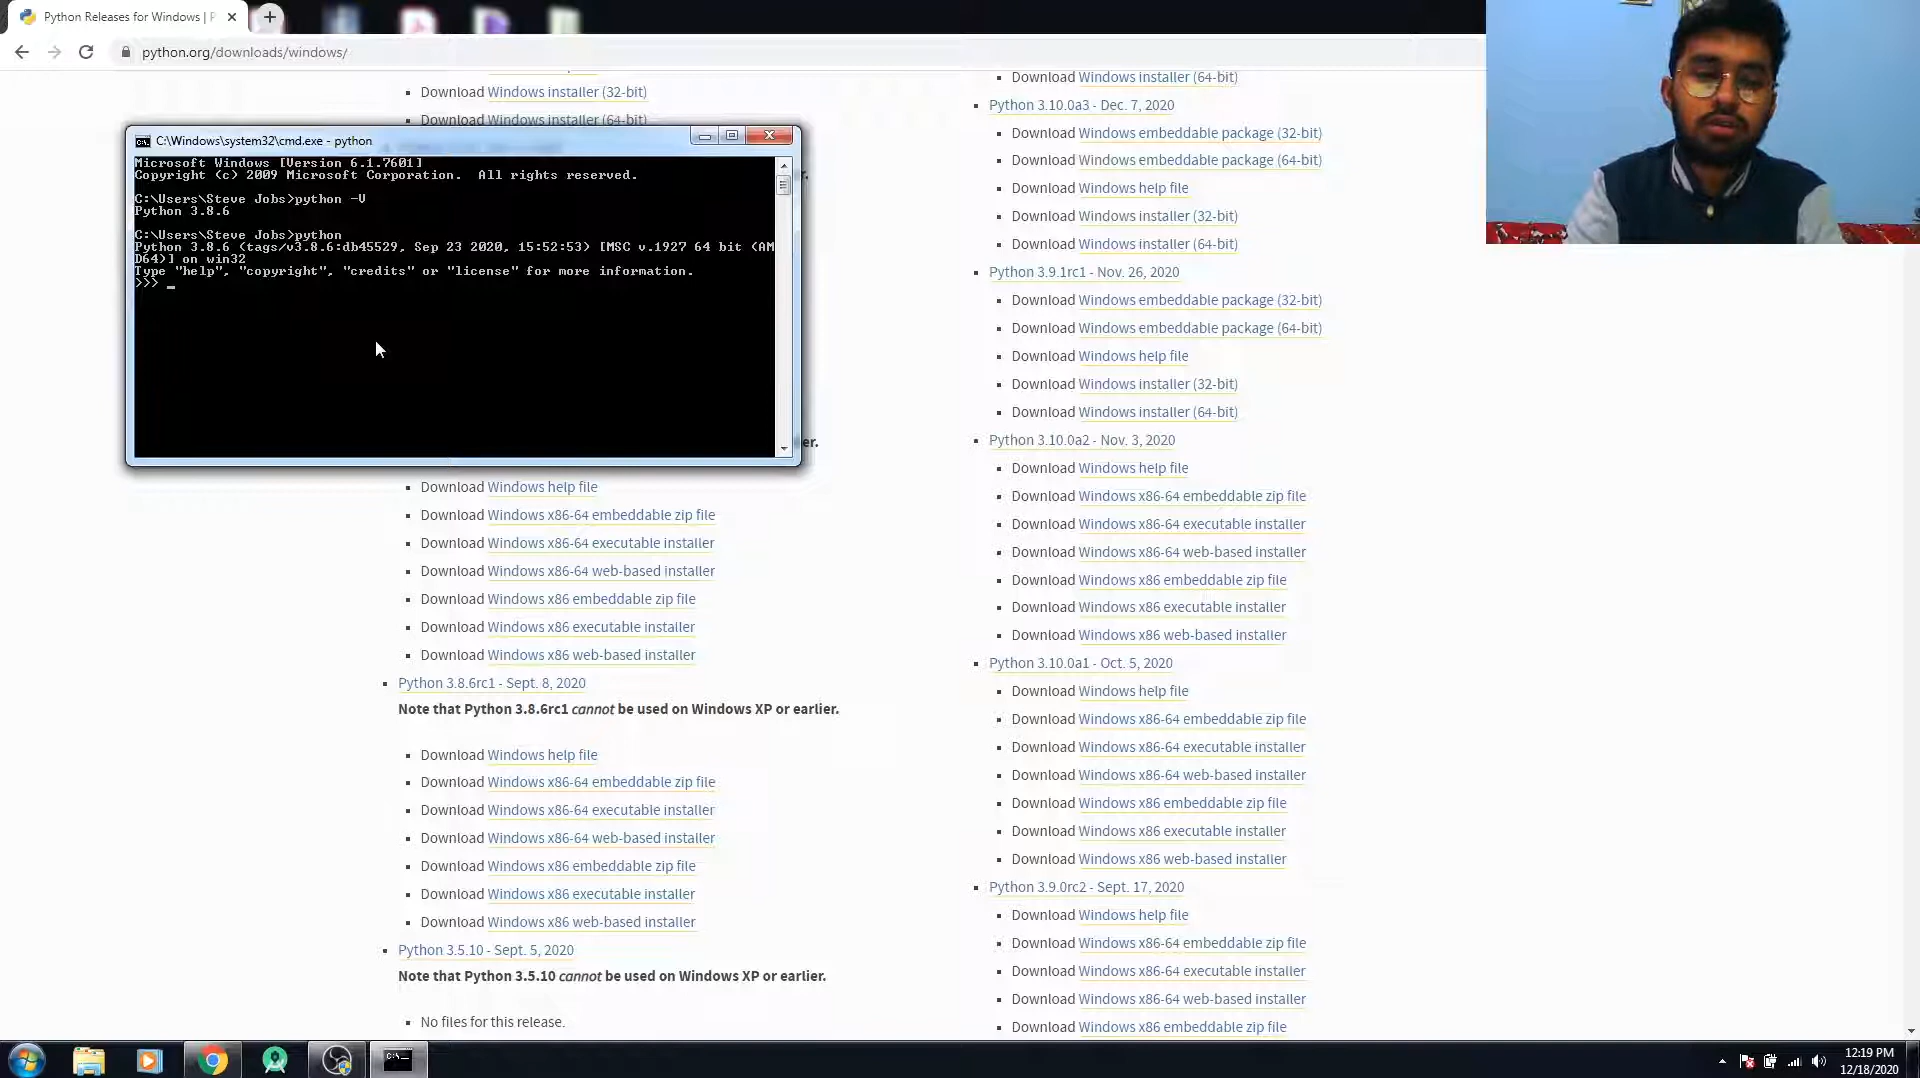 Python Releases for Windows | P
python.org/downloads/windows/
Download Windows installer (32-bit)
Download Windows installer (64-bit)
C:\Windows\system32\cmd.exe - python
Microsoft Windows [Version 6.1.7601]
Copyright (c) 2009 Microsoft Corporation.  All rights reserved.
C:\Users\Steve Jobs>python -V
Python 3.8.6
C:\Users\Steve Jobs>python
Python 3.8.6 (tags/v3.8.6:db45529, Sep 23 2020, 15:52:53) [MSC v.1927 64 bit (AM
D64)] on win32
Type "help", "copyright", "credits" or "license" for more information.
>>> _
r.
er.
Download Windows help file
Download Windows x86-64 embeddable zip file
Download Windows x86-64 executable installer
Download Windows x86-64 web-based installer
Download Windows x86 embeddable zip file
Download Windows x86 executable installer
Download Windows x86 web-based installer
Python 3.8.6rc1 - Sept. 8, 2020
Note that Python 3.8.6rc1 cannot be used on Windows XP or earlier.
Download Windows help file
Download Windows x86-64 embeddable zip file
Download Windows x86-64 executable installer
Download Windows x86-64 web-based installer
Download Windows x86 embeddable zip file
Download Windows x86 executable installer
Download Windows x86 web-based installer
Python 3.5.10 - Sept. 5, 2020
Note that Python 3.5.10 cannot be used on Windows XP or earlier.
No files for this release.
Download Windows installer (64-bit)
Python 3.10.0a3 - Dec. 7, 2020
Download Windows embeddable package (32-bit)
Download Windows embeddable package (64-bit)
Download Windows help file
Download Windows installer (32-bit)
Download Windows installer (64-bit)
Python 3.9.1rc1 - Nov. 26, 2020
Download Windows embeddable package (32-bit)
Download Windows embeddable package (64-bit)
Download Windows help file
Download Windows installer (32-bit)
Download Windows installer (64-bit)
Python 3.10.0a2 - Nov. 3, 2020
Download Windows help file
Download Windows x86-64 embeddable zip file
Download Windows x86-64 executable installer
Download Windows x86-64 web-based installer
Download Windows x86 embeddable zip file
Download Windows x86 executable installer
Download Windows x86 web-based installer
Python 3.10.0a1 - Oct. 5, 2020
Download Windows help file
Download Windows x86-64 embeddable zip file
Download Windows x86-64 executable installer
Download Windows x86-64 web-based installer
Download Windows x86 embeddable zip file
Download Windows x86 executable installer
Download Windows x86 web-based installer
Python 3.9.0rc2 - Sept. 17, 2020
Download Windows help file
Download Windows x86-64 embeddable zip file
Download Windows x86-64 executable installer
Download Windows x86-64 web-based installer
Download Windows x86 embeddable zip file
12:19 PM
12/18/2020